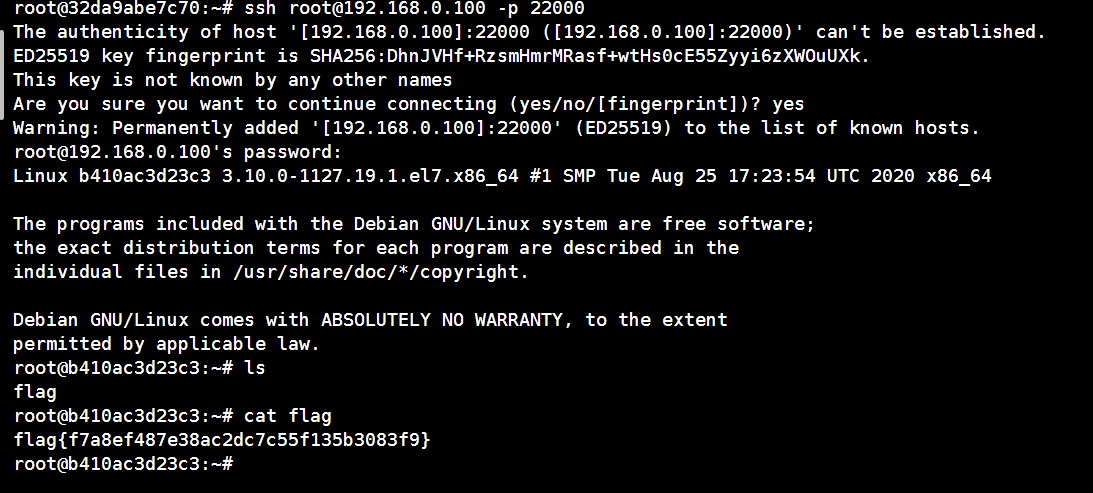 root@32da9abe7c70:~# ssh root@192.168.0.100 -p 22000
The authenticity of host '[192.168.0.100]:22000 ([192.168.0.100]:22000)' can't be established.
ED25519 key fingerprint is SHA256:DhnJVHf+RzsmHmrMRasf+wtHs0cE55Zyyi6zXWOuUXk.
This key is not known by any other names
Are you sure you want to continue connecting (yes/no/[fingerprint])? yes
Warning: Permanently added '[192.168.0.100]:22000' (ED25519) to the list of known hosts.
root@192.168.0.100's password:
Linux b410ac3d23c3 3.10.0-1127.19.1.el7.x86_64 #1 SMP Tue Aug 25 17:23:54 UTC 2020 x86_64
The programs included with the Debian GNU/Linux system are free software;
the exact distribution terms for each program are described in the
individual files in /usr/share/doc/*/copyright.
Debian GNU/Linux comes with ABSOLUTELY NO WARRANTY, to the extent
permitted by applicable law.
root@b410ac3d23c3:~# ls
flag
root@b410ac3d23c3:~# cat flag
flag{f7a8ef487e38ac2dc7c55f135b3083f9}
root@b410ac3d23c3:~#